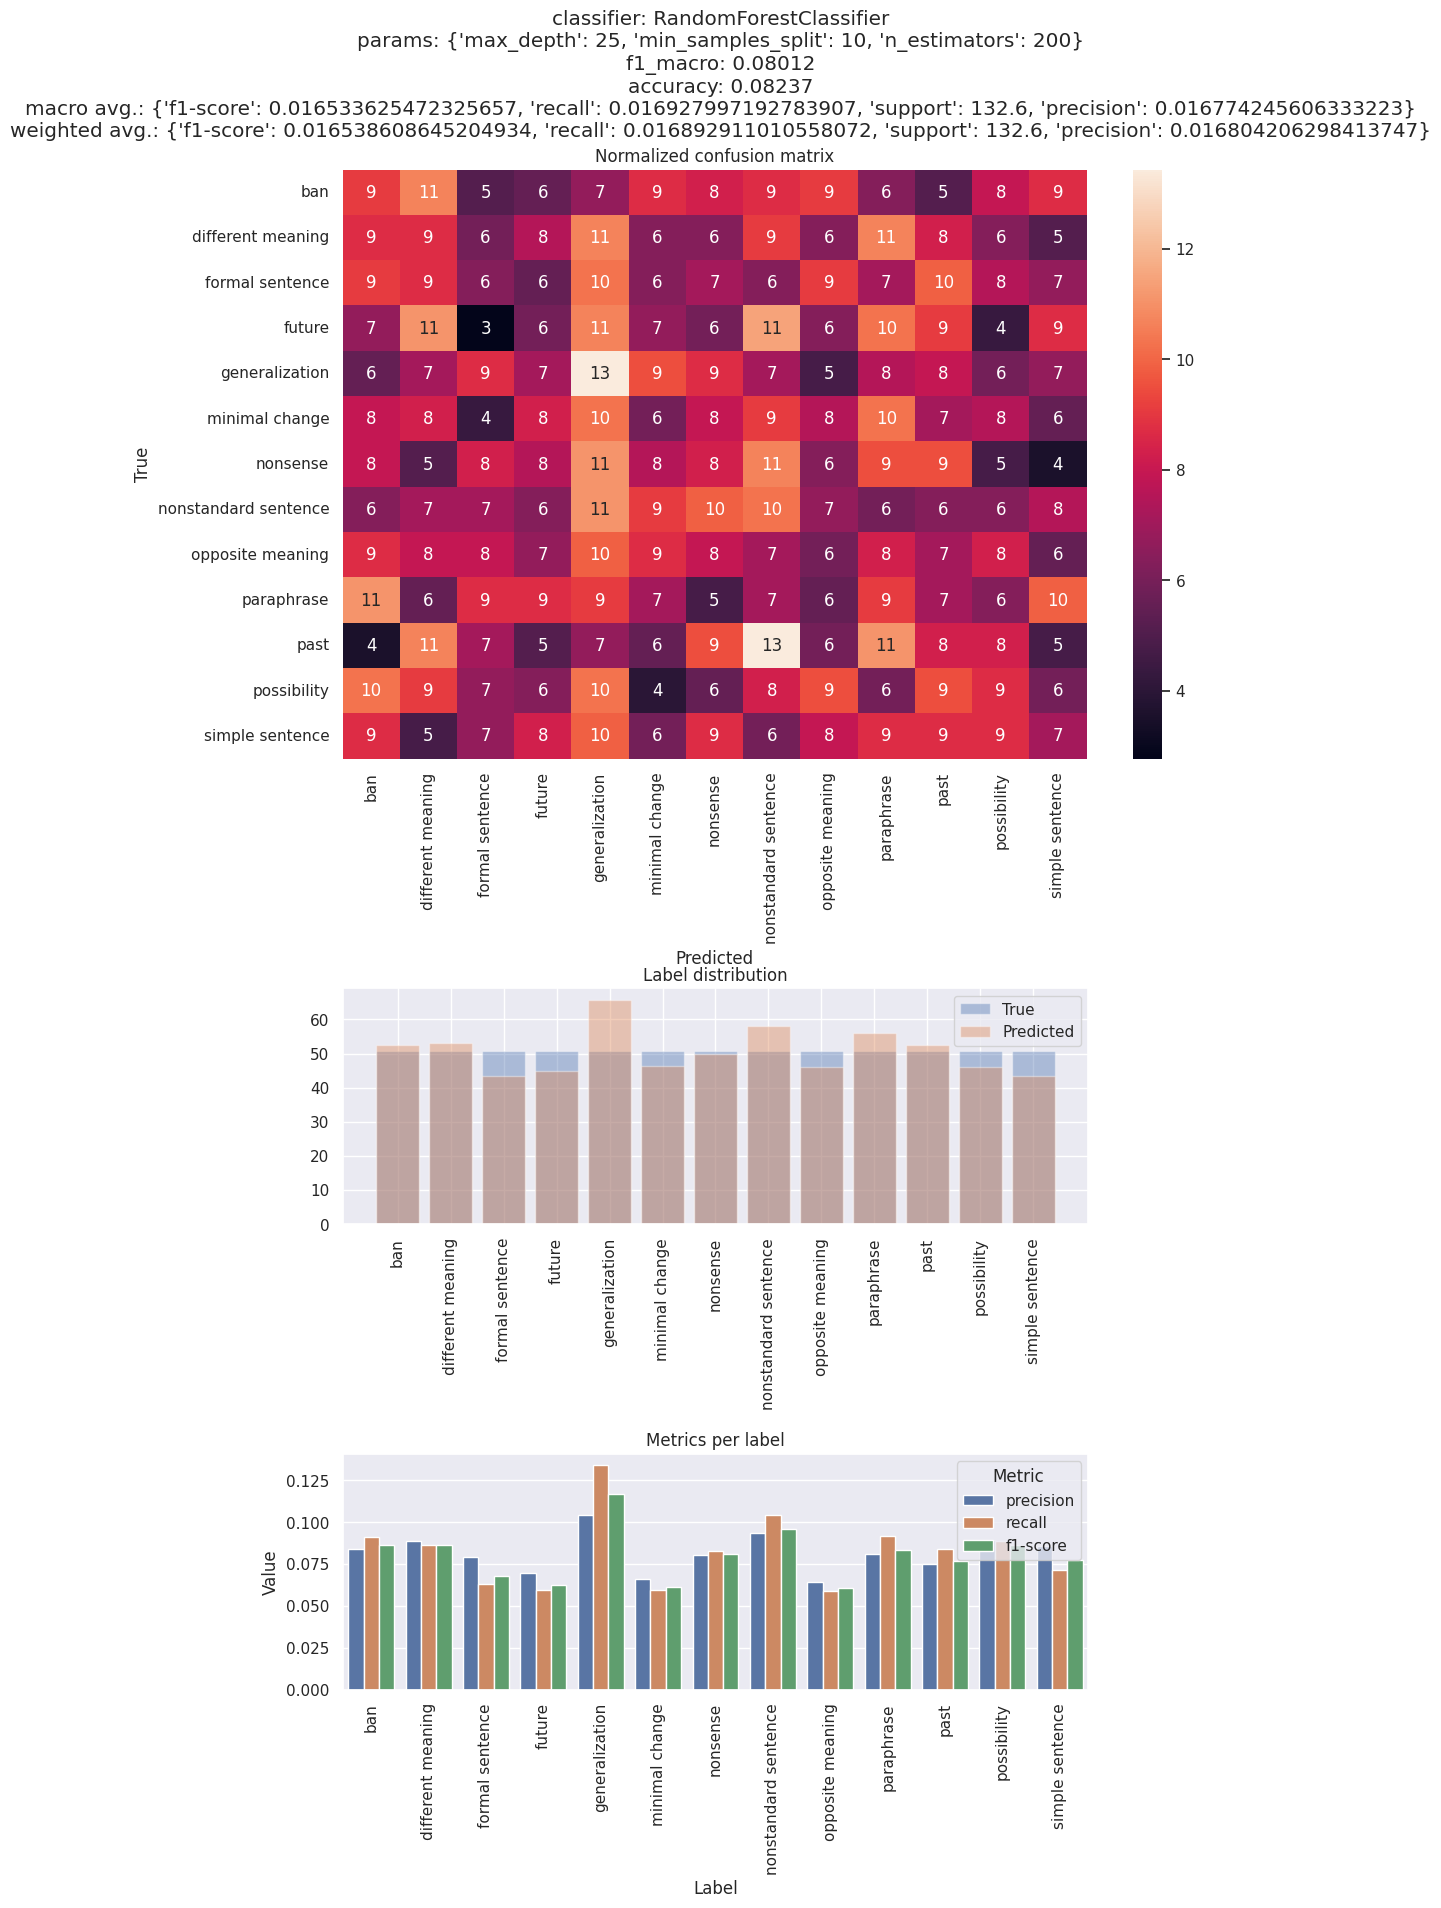 classifier: RandomForestClassifier
params: {'max_depth': 25, 'min_samples_split': 10, 'n_estimators': 200}
f1_macro: 0.08012
accuracy: 0.08237
macro avg.: {'f1-score': 0.016533625472325657, 'recall': 0.016927997192783907, 'support': 132.6, 'precision': 0.016774245606333223}
weighted avg.: {'f1-score': 0.016538608645204934, 'recall': 0.016892911010558072, 'support': 132.6, 'precision': 0.016804206298413747}
Normalized confusion matrix
True
ban 9 11 5 6 7 9 8 9 9 6 5 8 9
different meaning 9 9 6 8 11 6 6 9 6 11 8 6 5
formal sentence 9 9 6 6 10 6 7 6 9 7 10 8 7
future 7 11 3 6 11 7 6 11 6 10 9 4 9
generalization 6 7 9 7 13 9 9 7 5 8 8 6 7
minimal change 8 8 4 8 10 6 8 9 8 10 7 8 6
nonsense 8 5 8 8 11 8 8 11 6 9 9 5 4
nonstandard sentence 6 7 7 6 11 9 10 10 7 6 6 6 8
opposite meaning 9 8 8 7 10 9 8 7 6 8 7 8 6
paraphrase 11 6 9 9 9 7 5 7 6 9 7 6 10
past 4 11 7 5 7 6 9 13 6 11 8 8 5
possibility 10 9 7 6 10 4 6 8 9 6 9 9 6
simple sentence 9 5 7 8 10 6 9 6 8 9 9 9 7
ban
different meaning
formal sentence
future
generalization
minimal change
nonsense
nonstandard sentence
opposite meaning
paraphrase
past
possibility
simple sentence
Predicted
12
10
8
6
4
Label distribution
True
Predicted
60
50
40
30
20
10
0
ban
different meaning
formal sentence
future
generalization
minimal change
nonsense
nonstandard sentence
opposite meaning
paraphrase
past
possibility
simple sentence
Metrics per label
Metric
precision
recall
f1-score
Value
0.125
0.100
0.075
0.050
0.025
0.000
ban
different meaning
formal sentence
future
generalization
minimal change
nonsense
nonstandard sentence
opposite meaning
paraphrase
past
possibility
simple sentence
Label